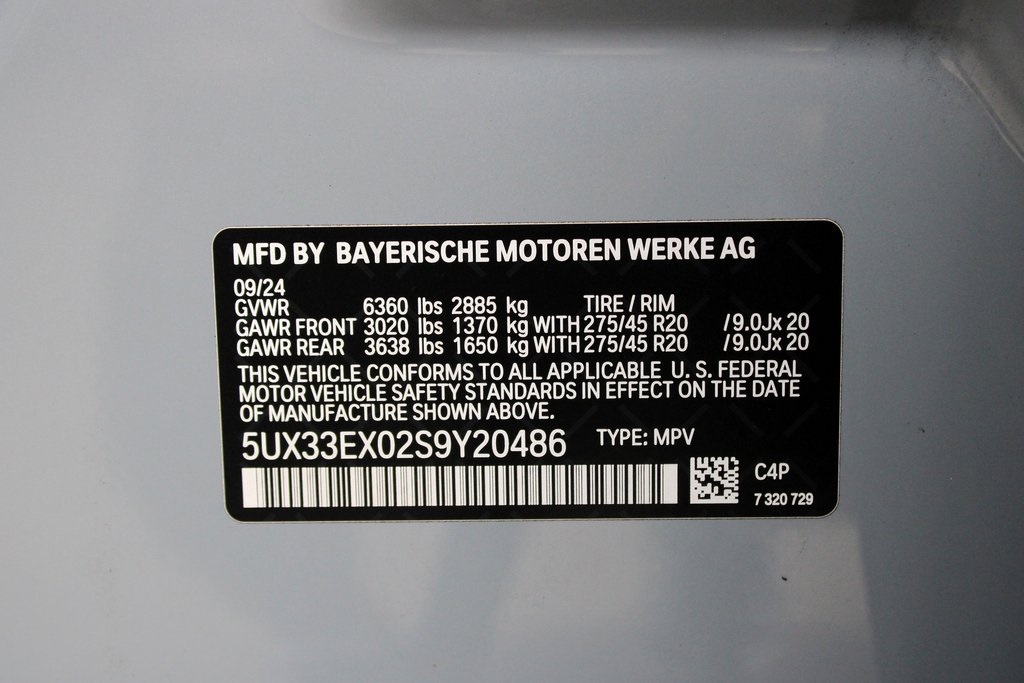 MFD BY BAYERISCHE MOTOREN WERKE AG
09/24
GVWR 6360 lbs 2885 kg TIRE / RIM
GAWR FRONT 3020 lbs 1370 kg WITH 275/45 R20 /9.0Jx 20
GAWR REAR 3638 lbs 1650 kg WITH 275/45 R20 /9.0Jx 20
THIS VEHICLE CONFORMS TO ALL APPLICABLE U. S. FEDERAL
MOTOR VEHICLE SAFETY STANDARDS IN EFFECT ON THE DATE
OF MANUFACTURE SHOWN ABOVE.
5UX33EX02S9Y20486 TYPE: MPV
C4P
7 320 729